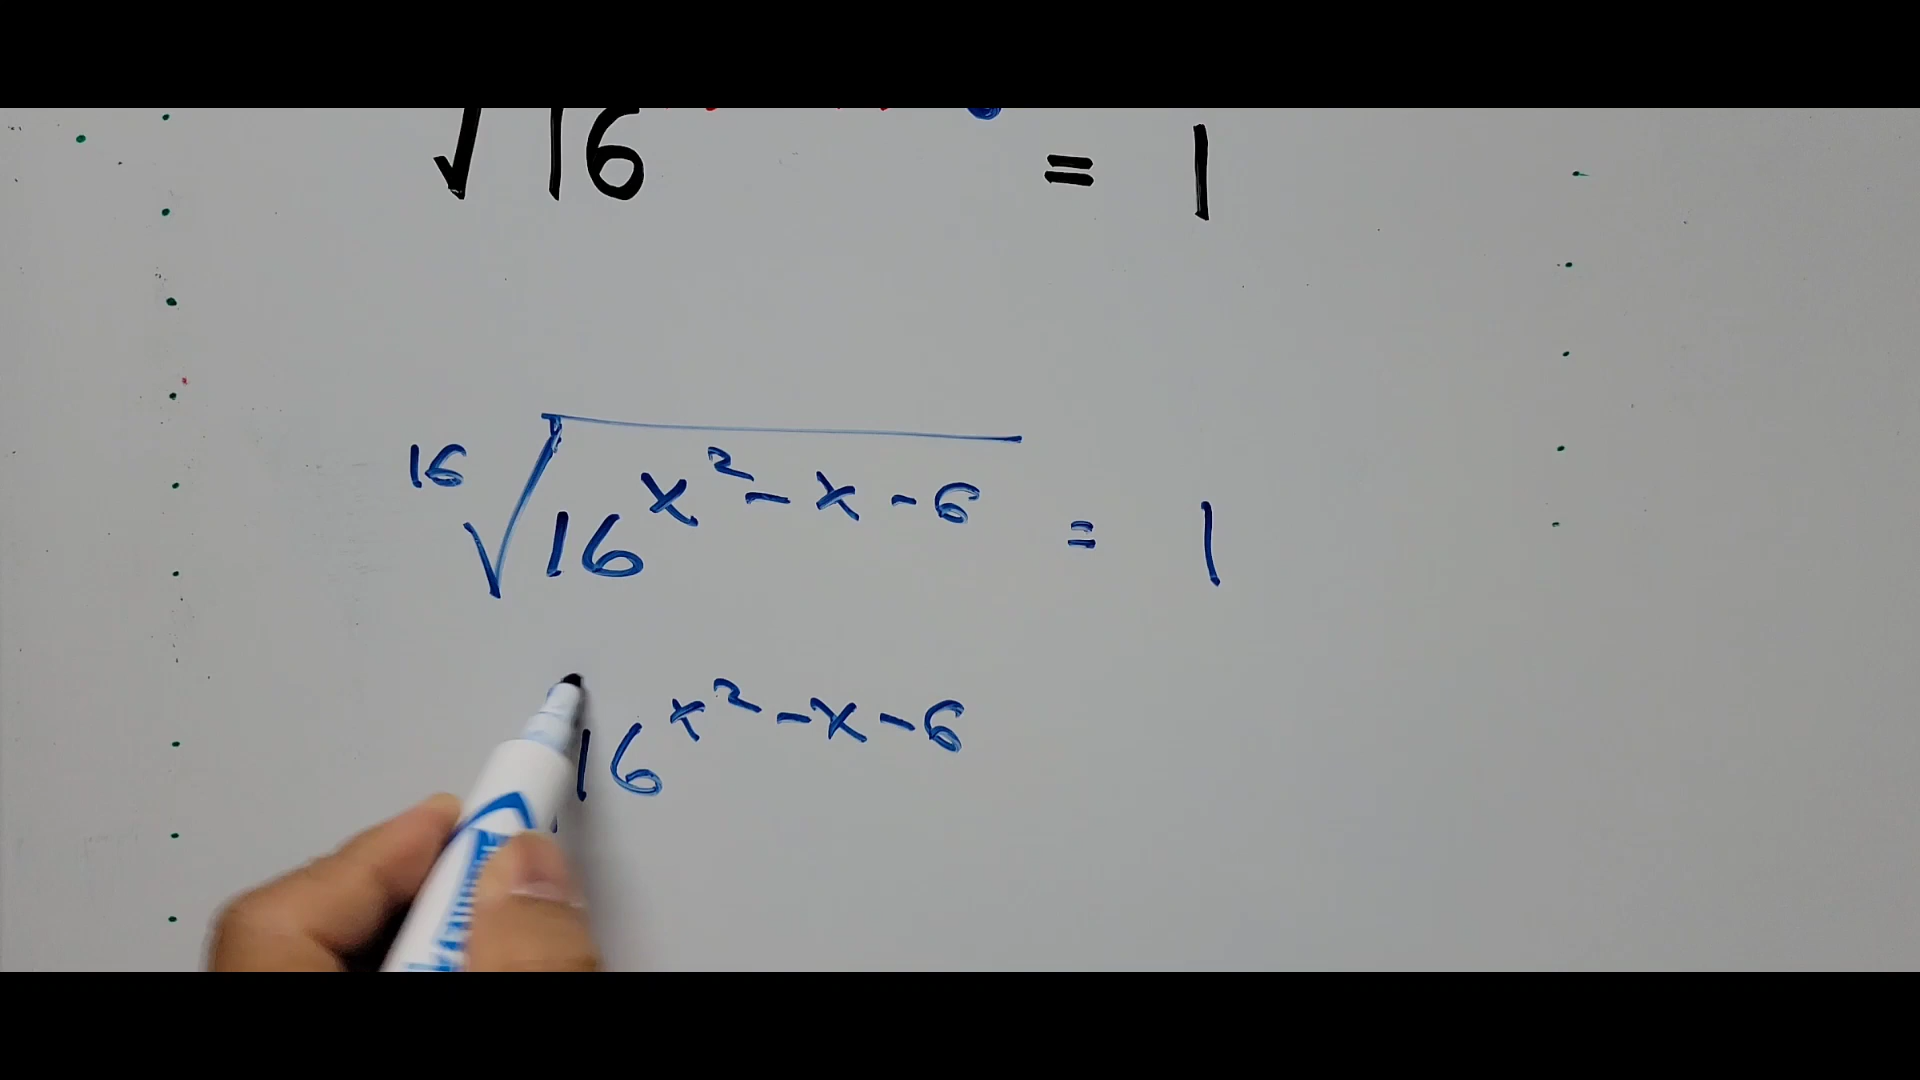 √16 = 1
¹⁶√16^(x² - x - 6) = 1
16^(x² - x - 6)